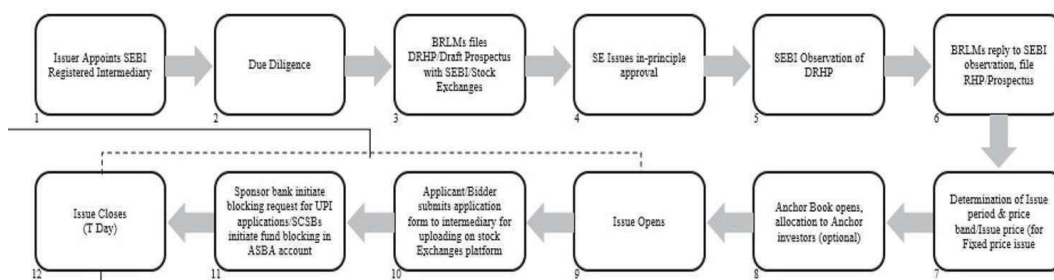 Issuer Appoints SEBI
Registered Intermediary
1
Due Diligence
2
BRLMs files
DRHP/Draft Prospectus
with SEBI/Stock
Exchanges
3
SE Issues in-principle
approval
4
SEBI Observation of
DRHP
5
BRLMs reply to SEBI
observation, file
RHP/Prospectus
6
Determination of Issue
period & price
band/Issue price (for
Fixed price issue
7
Anchor Book opens,
allocation to Anchor
investors (optional)
8
Issue Opens
9
Applicant/Bidder
submits application
form to intermediary for
uploading on stock
Exchanges platform
10
Sponsor bank initiate
blocking request for UPI
applications/SCSBs
initiate fund blocking in
ASBA account
11
Issue Closes
(T Day)
12